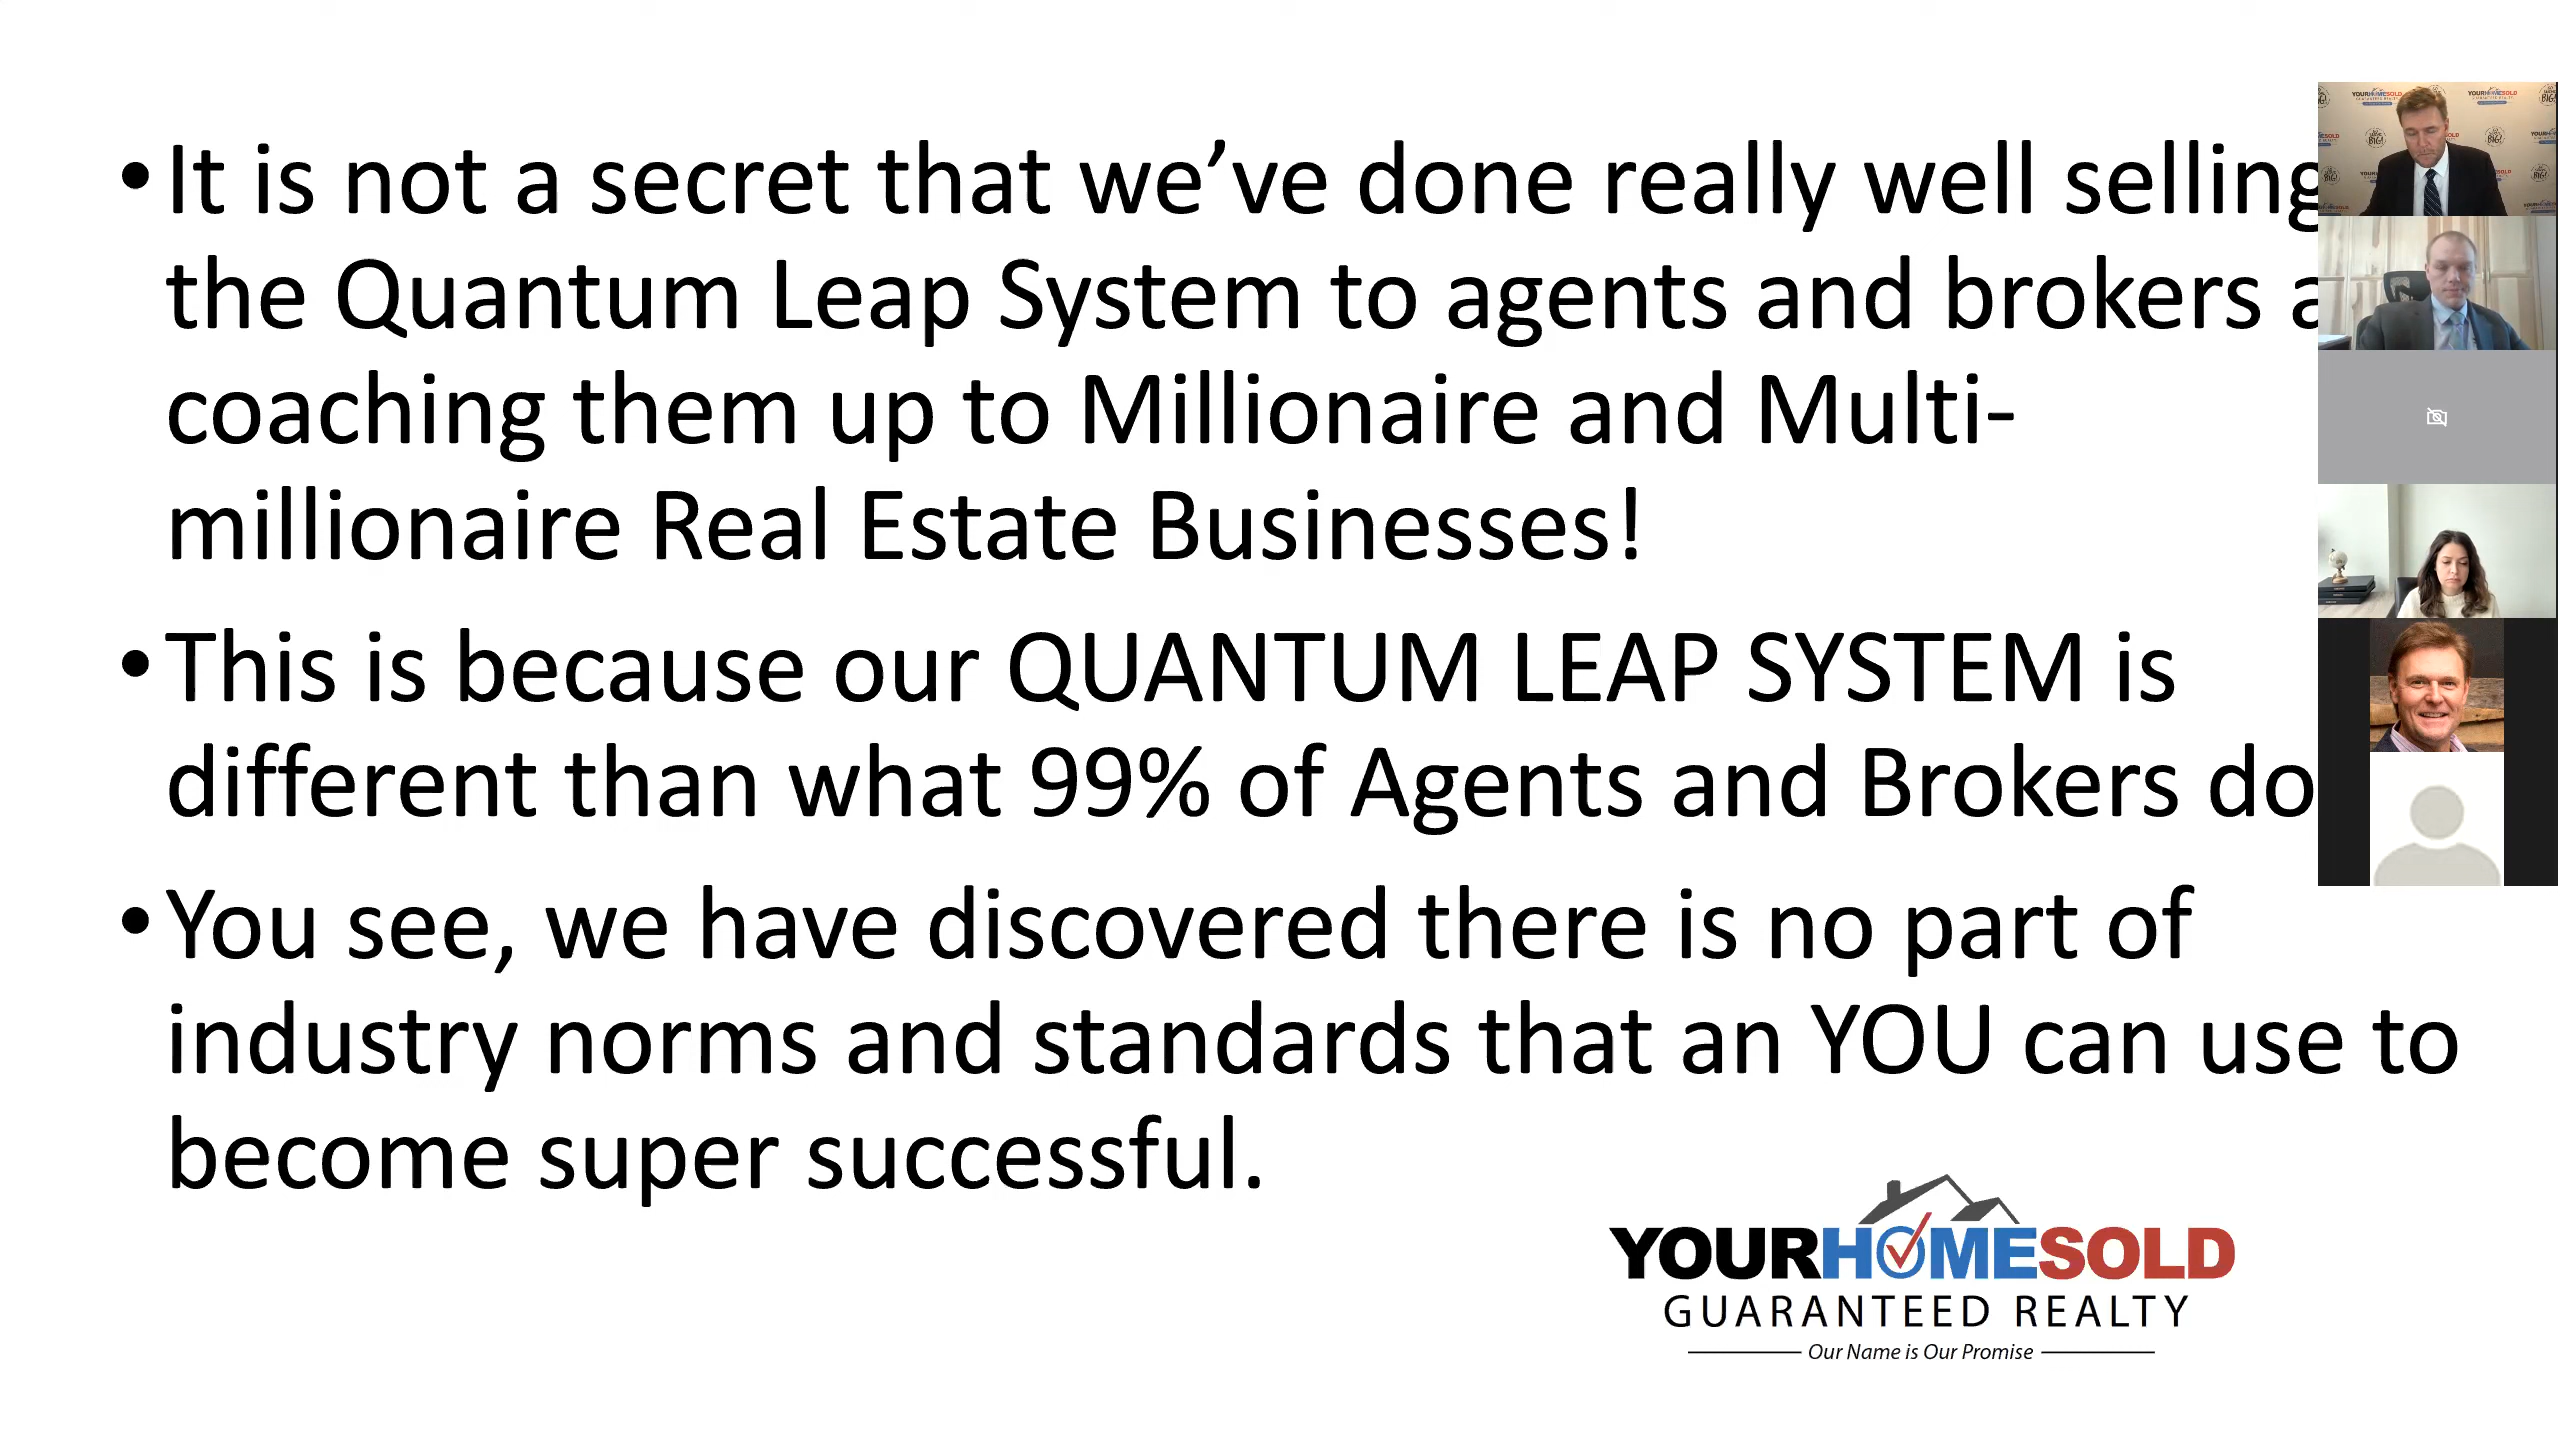 • It is not a secret that we’ve done really well selling
the Quantum Leap System to agents and brokers
coaching them up to Millionaire and Multi-
millionaire Real Estate Businesses!
• This is because our QUANTUM LEAP SYSTEM is
different than what 99% of Agents and Brokers do
• You see, we have discovered there is no part of
industry norms and standards that an YOU can use to
become super successful.
YOURHOMESOLD
GUARANTEED REALTY
Our Name is Our Promise